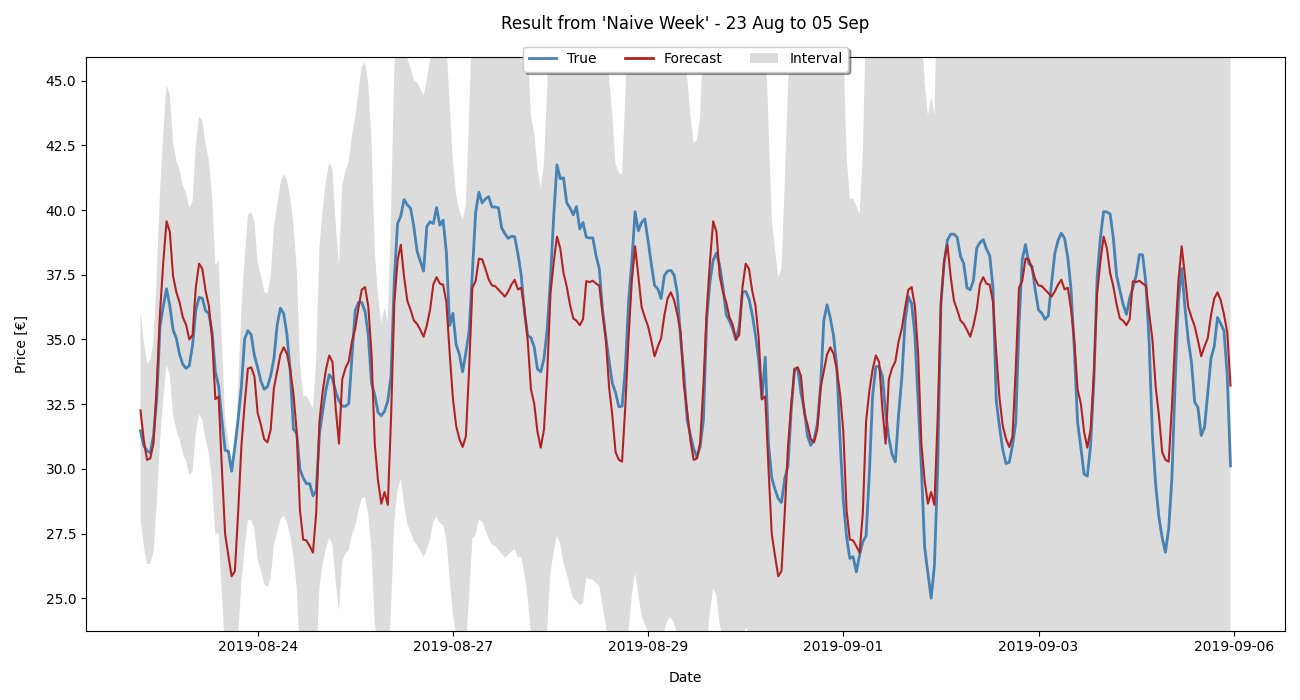 Result from 'Naive Week' - 23 Aug to 05 Sep
True Forecast Interval
45.0
42.5
40.0
37.5
35.0
32.5
30.0
27.5
25.0
Price [€]
2019-08-24 2019-08-27 2019-08-29 2019-09-01 2019-09-03 2019-09-06
Date